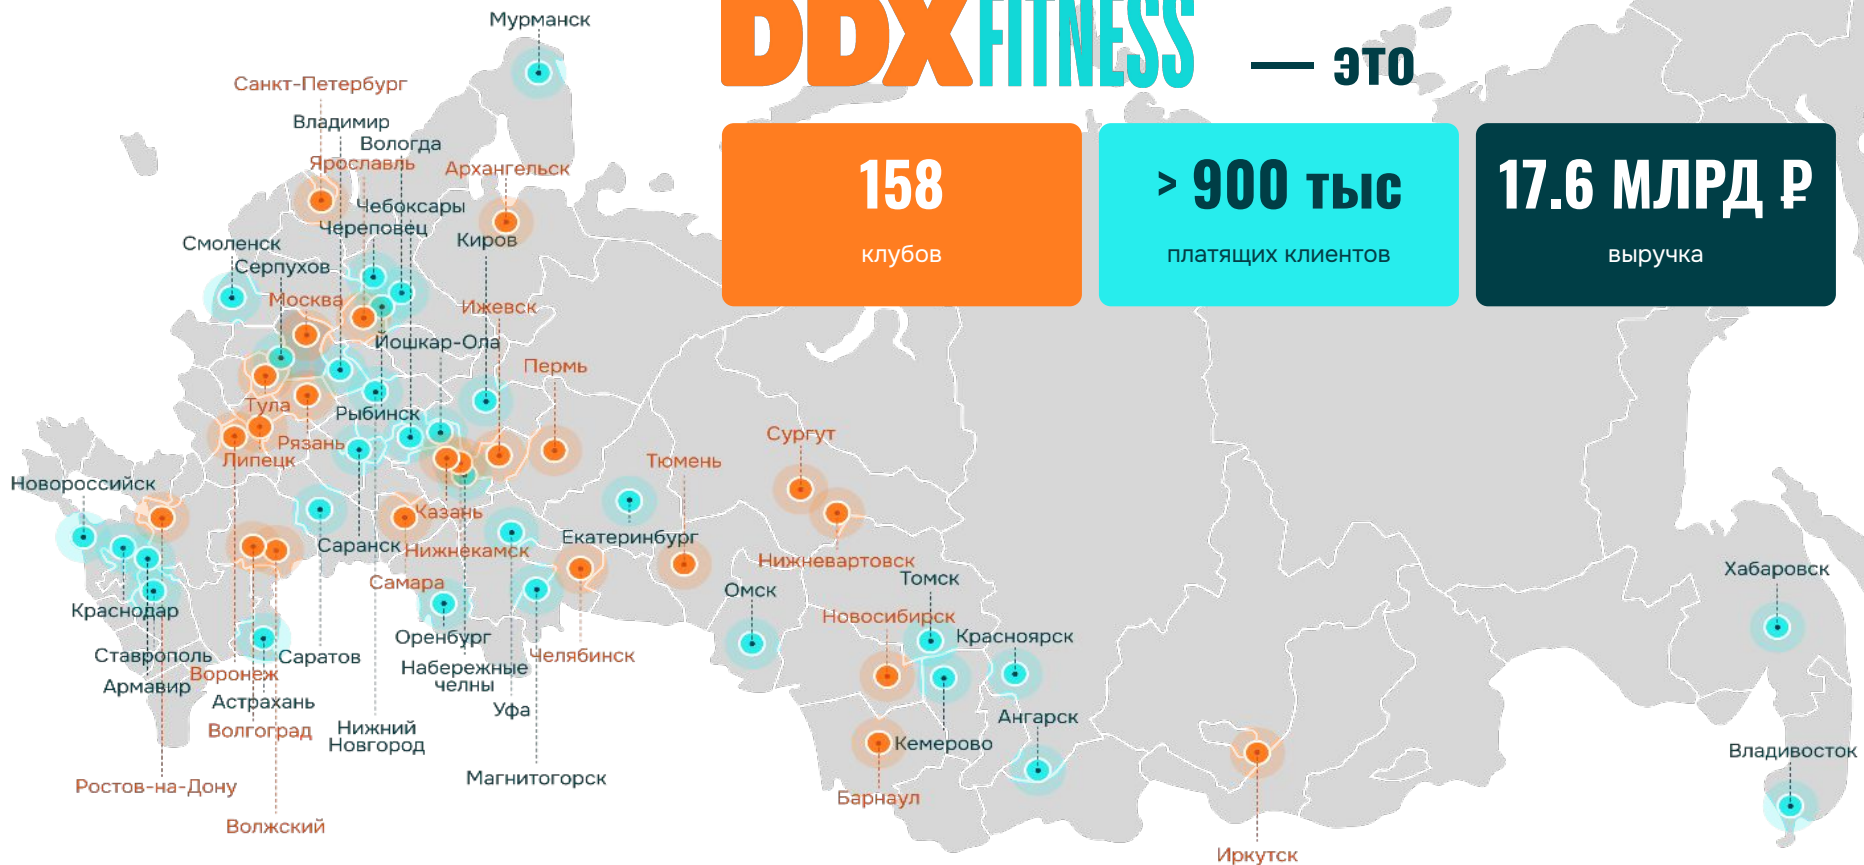 DDX FITNESS — это
158
клубов
> 900 тыс
платящих клиентов
17.6 МЛРД ₽
выручка
Мурманск
Санкт-Петербург
Владимир
Вологда
Ярославль
Архангельск
Чебоксары
Череповец
Киров
Смоленск
Серпухов
Москва
Ижевск
Йошкар-Ола
Пермь
Тула
Рыбинск
Рязань
Липецк
Сургут
Тюмень
Новороссийск
Казань
Екатеринбург
Саранск
Нижнекамск
Нижневартовск
Хабаровск
Томск
Самара
Омск
Краснодар
Новосибирск
Оренбург
Красноярск
Ставрополь
Саратов
Челябинск
Набережные
челны
Воронеж
Армавир
Астрахань
Уфа
Ангарск
Волгоград
Нижний
Новгород
Кемерово
Владивосток
Магнитогорск
Ростов-на-Дону
Барнаул
Волжский
Иркутск